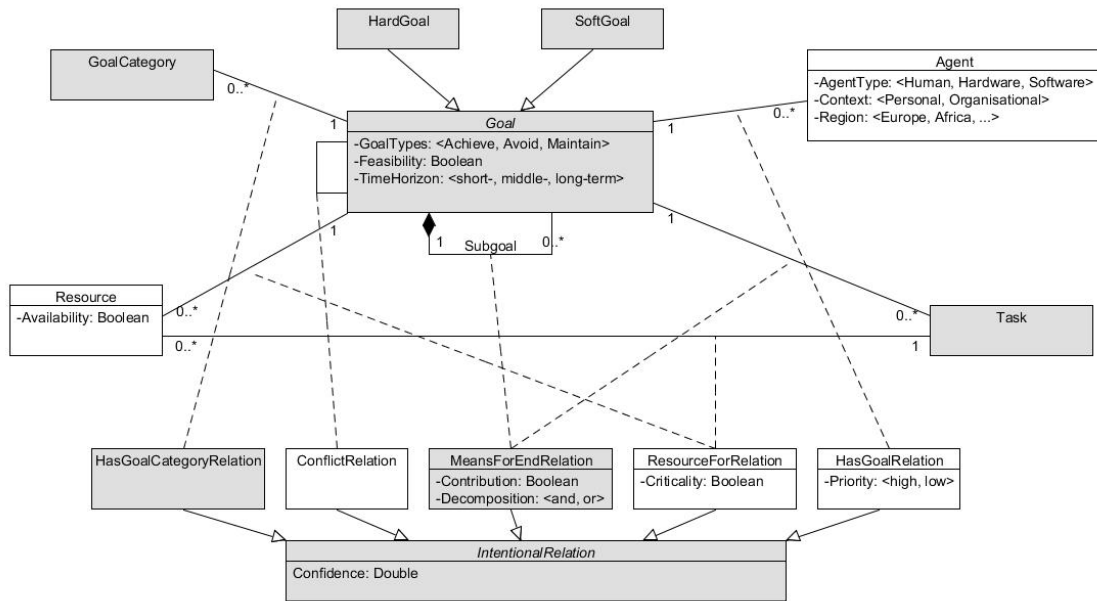 HardGoal
SoftGoal
GoalCategory
Agent
-AgentType: <Human, Hardware, Software>
-Context: <Personal, Organisational>
-Region: <Europe, Africa, ...>
0..*
0..*
1
Goal
1
-GoalTypes: <Achieve, Avoid, Maintain>
-Feasibility: Boolean
-TimeHorizon: <short-, middle-, long-term>
1
1
1
Subgoal
0..*
Resource
-Availability: Boolean
0..*
0..*
Task
0..*
1
HasGoalCategoryRelation
ConflictRelation
MeansForEndRelation
-Contribution: Boolean
-Decomposition: <and, or>
ResourceForRelation
-Criticality: Boolean
HasGoalRelation
-Priority: <high, low>
IntentionalRelation
Confidence: Double